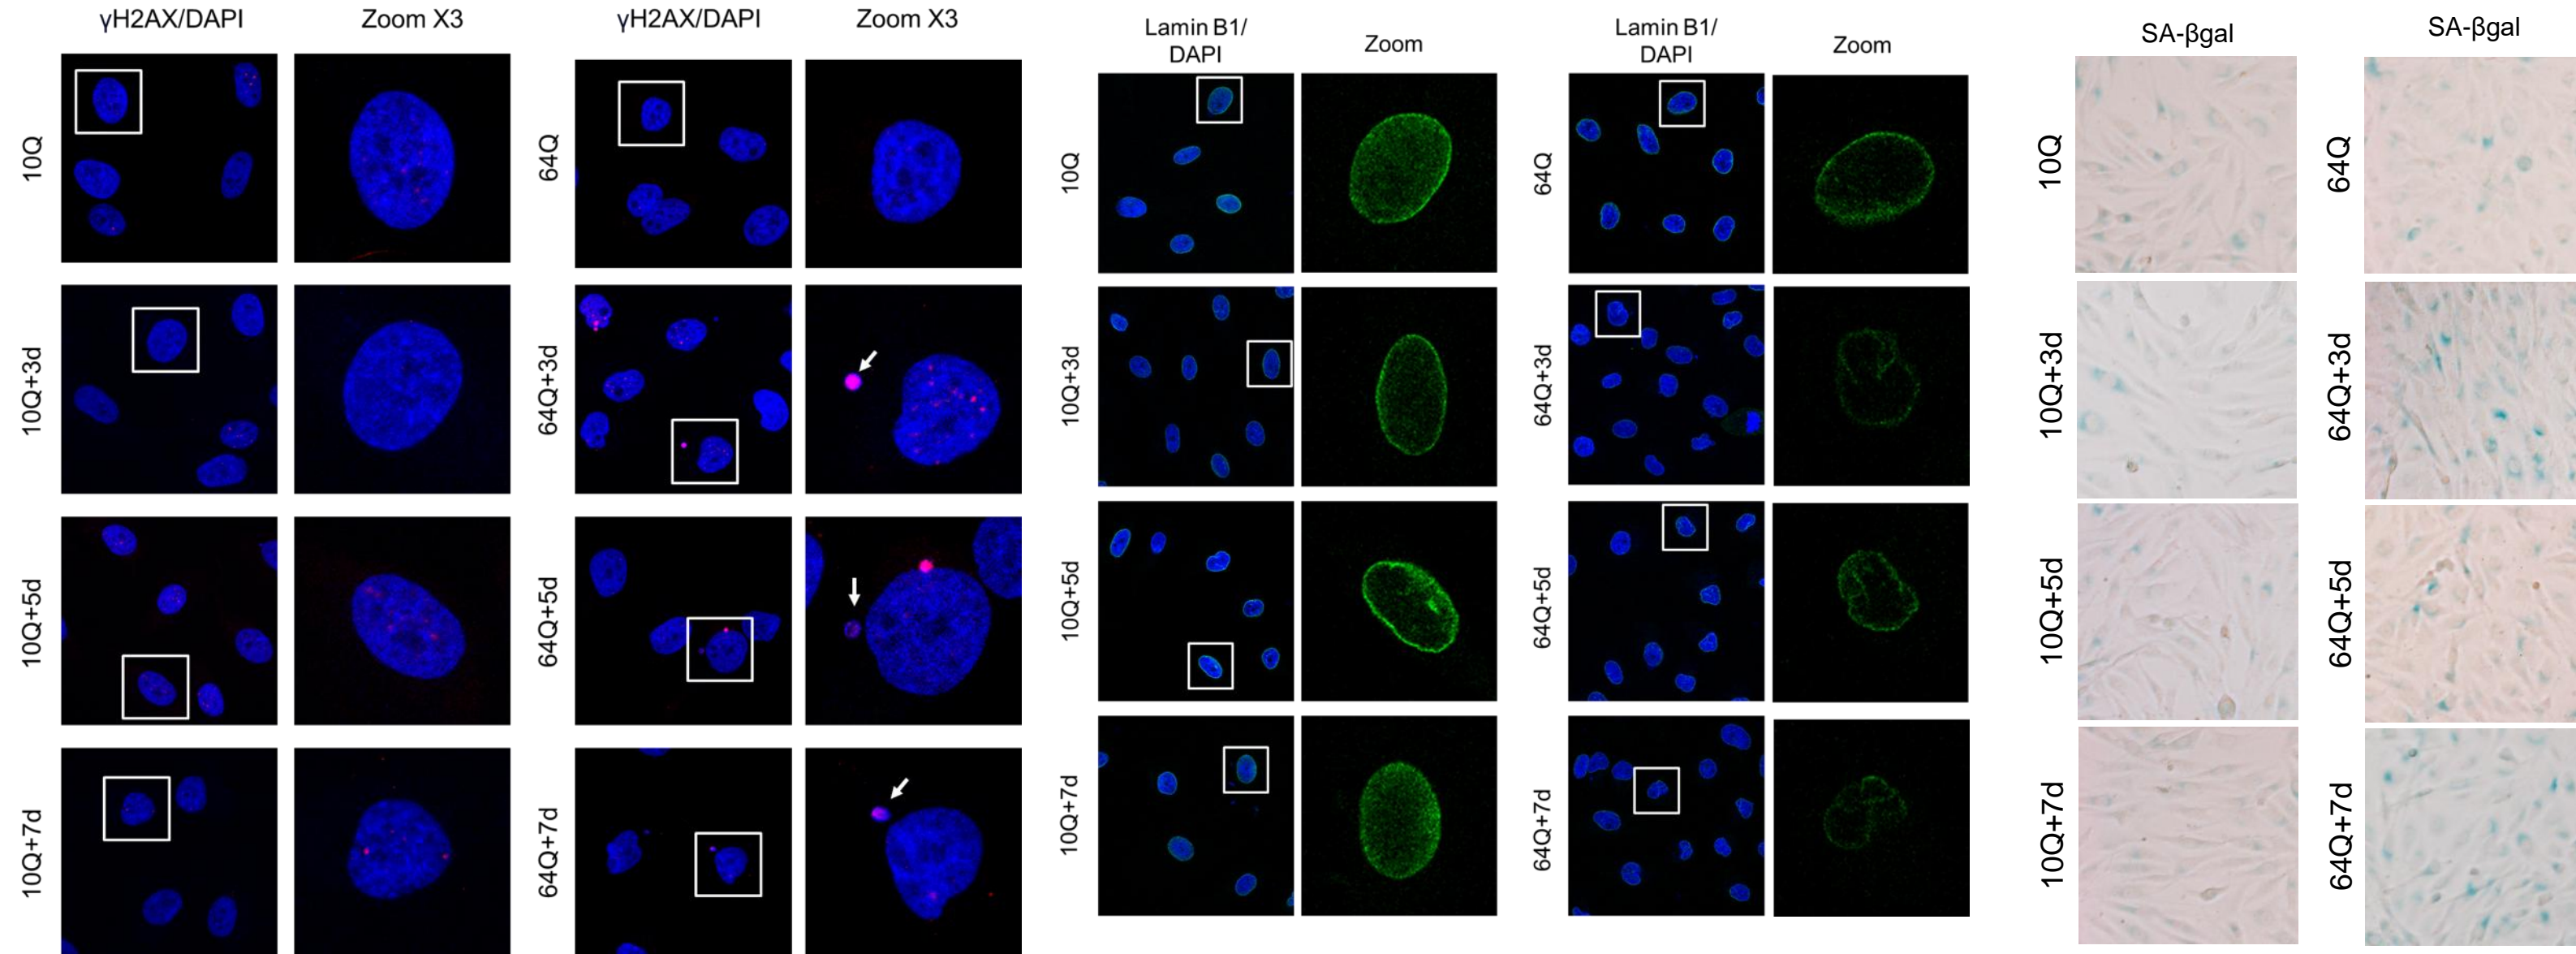 γH2AX/DAPI
Zoom X3
γH2AX/DAPI
Zoom X3
Lamin B1/
DAPI
Zoom
Lamin B1/
DAPI
Zoom
SA-βgal
SA-βgal
10Q
64Q
10Q
64Q
10Q
64Q
10Q+3d
64Q+3d
10Q+3d
64Q+3d
10Q+3d
64Q+3d
10Q+5d
64Q+5d
10Q+5d
64Q+5d
10Q+5d
64Q+5d
10Q+7d
64Q+7d
10Q+7d
64Q+7d
10Q+7d
64Q+7d